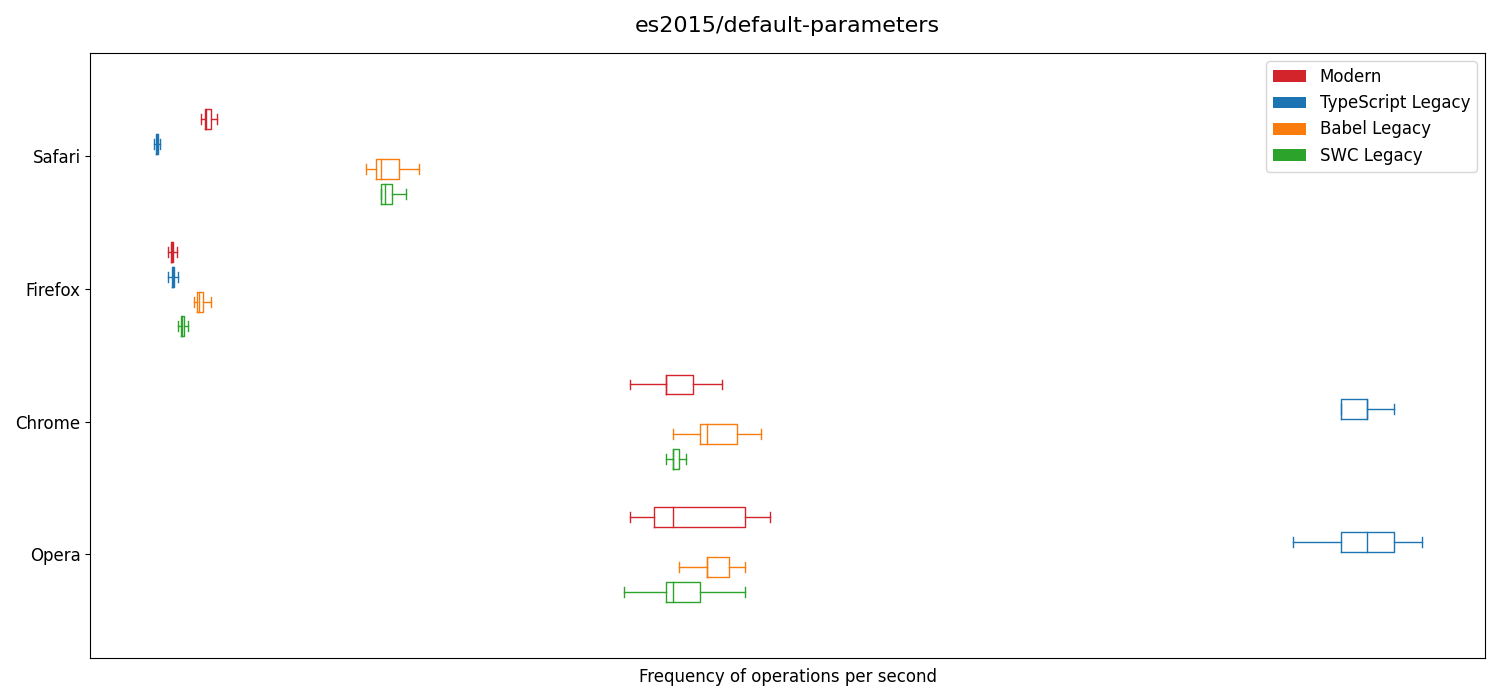 es2015/default-parameters
Modern
TypeScript Legacy
Babel Legacy
SWC Legacy
Safari
Firefox
Chrome
Opera
Frequency of operations per second